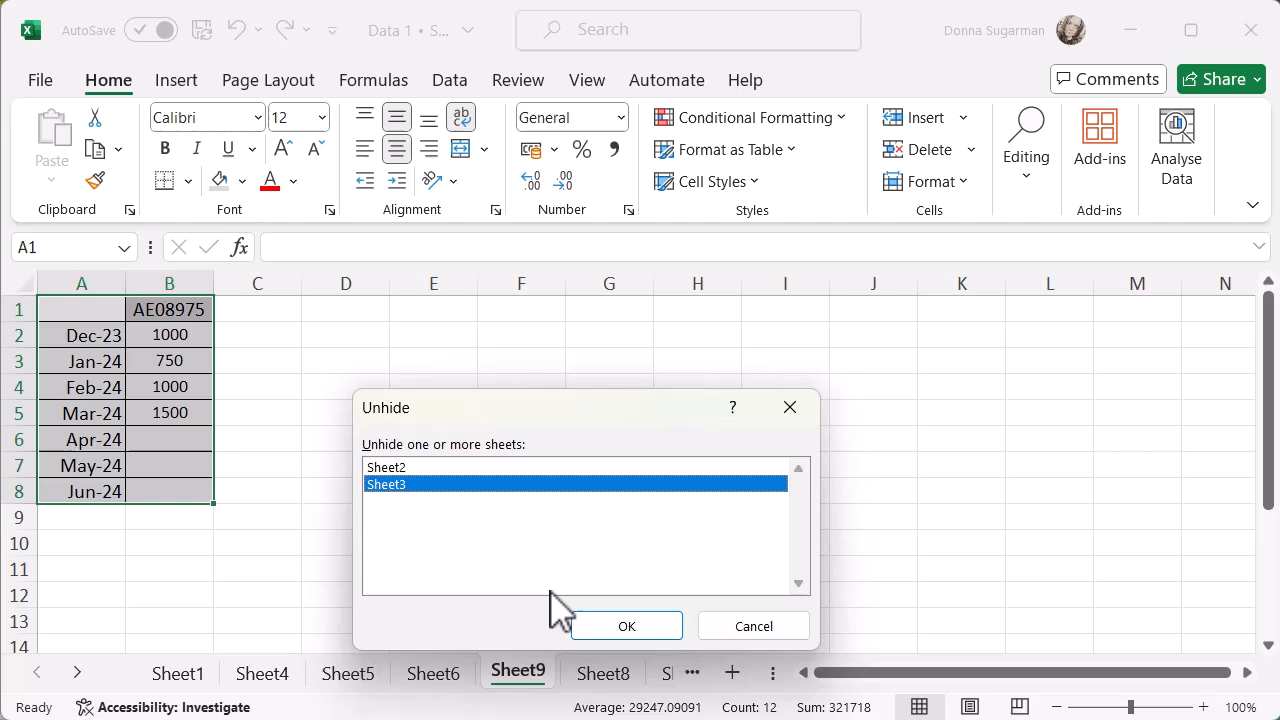 AutoSave
Data 1 • S...
Search
Donna Sugarman
File Home Insert Page Layout Formulas Data Review View Automate Help
Comments Share
Paste
Calibri 12
General
Conditional Formatting
Format as Table
Cell Styles
Insert
Delete
Format
Editing
Add-ins
Analyse
Data
Clipboard Font Alignment Number Styles Cells Add-ins
A1 fx
A B C D E F G H I J K L M N
1 AE08975
2 Dec-23 1000
3 Jan-24 750
4 Feb-24 1000
5 Mar-24 1500
6 Apr-24
7 May-24
8 Jun-24
9
10
11
12
13
14
Unhide ?
Unhide one or more sheets:
Sheet2
Sheet3
OK Cancel
Sheet1 Sheet4 Sheet5 Sheet6 Sheet9 Sheet8
Ready Accessibility: Investigate Average: 29247.09091 Count: 12 Sum: 321718 100%